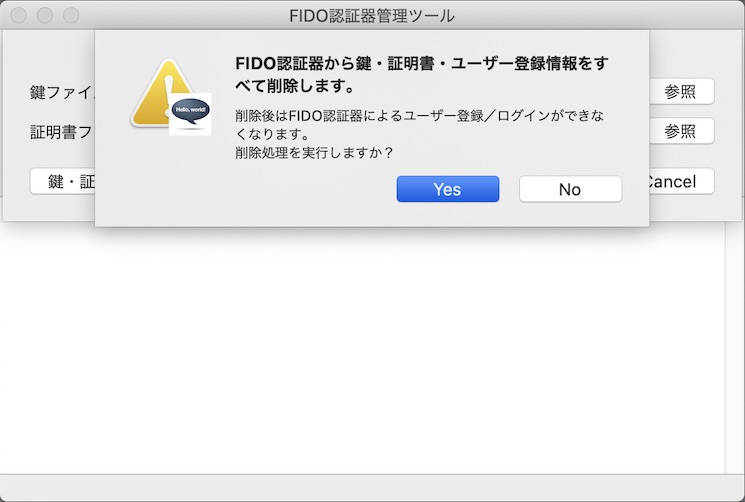 FIDO認証器管理ツール
FIDO認証器から鍵・証明書・ユーザー登録情報をす
べて削除します。
削除後はFIDO認証器によるユーザー登録／ログインができな
くなります。
削除処理を実行しますか？
Hello, world!
Yes
No
鍵ファイル
参照
証明書フ
参照
鍵・証
Cancel